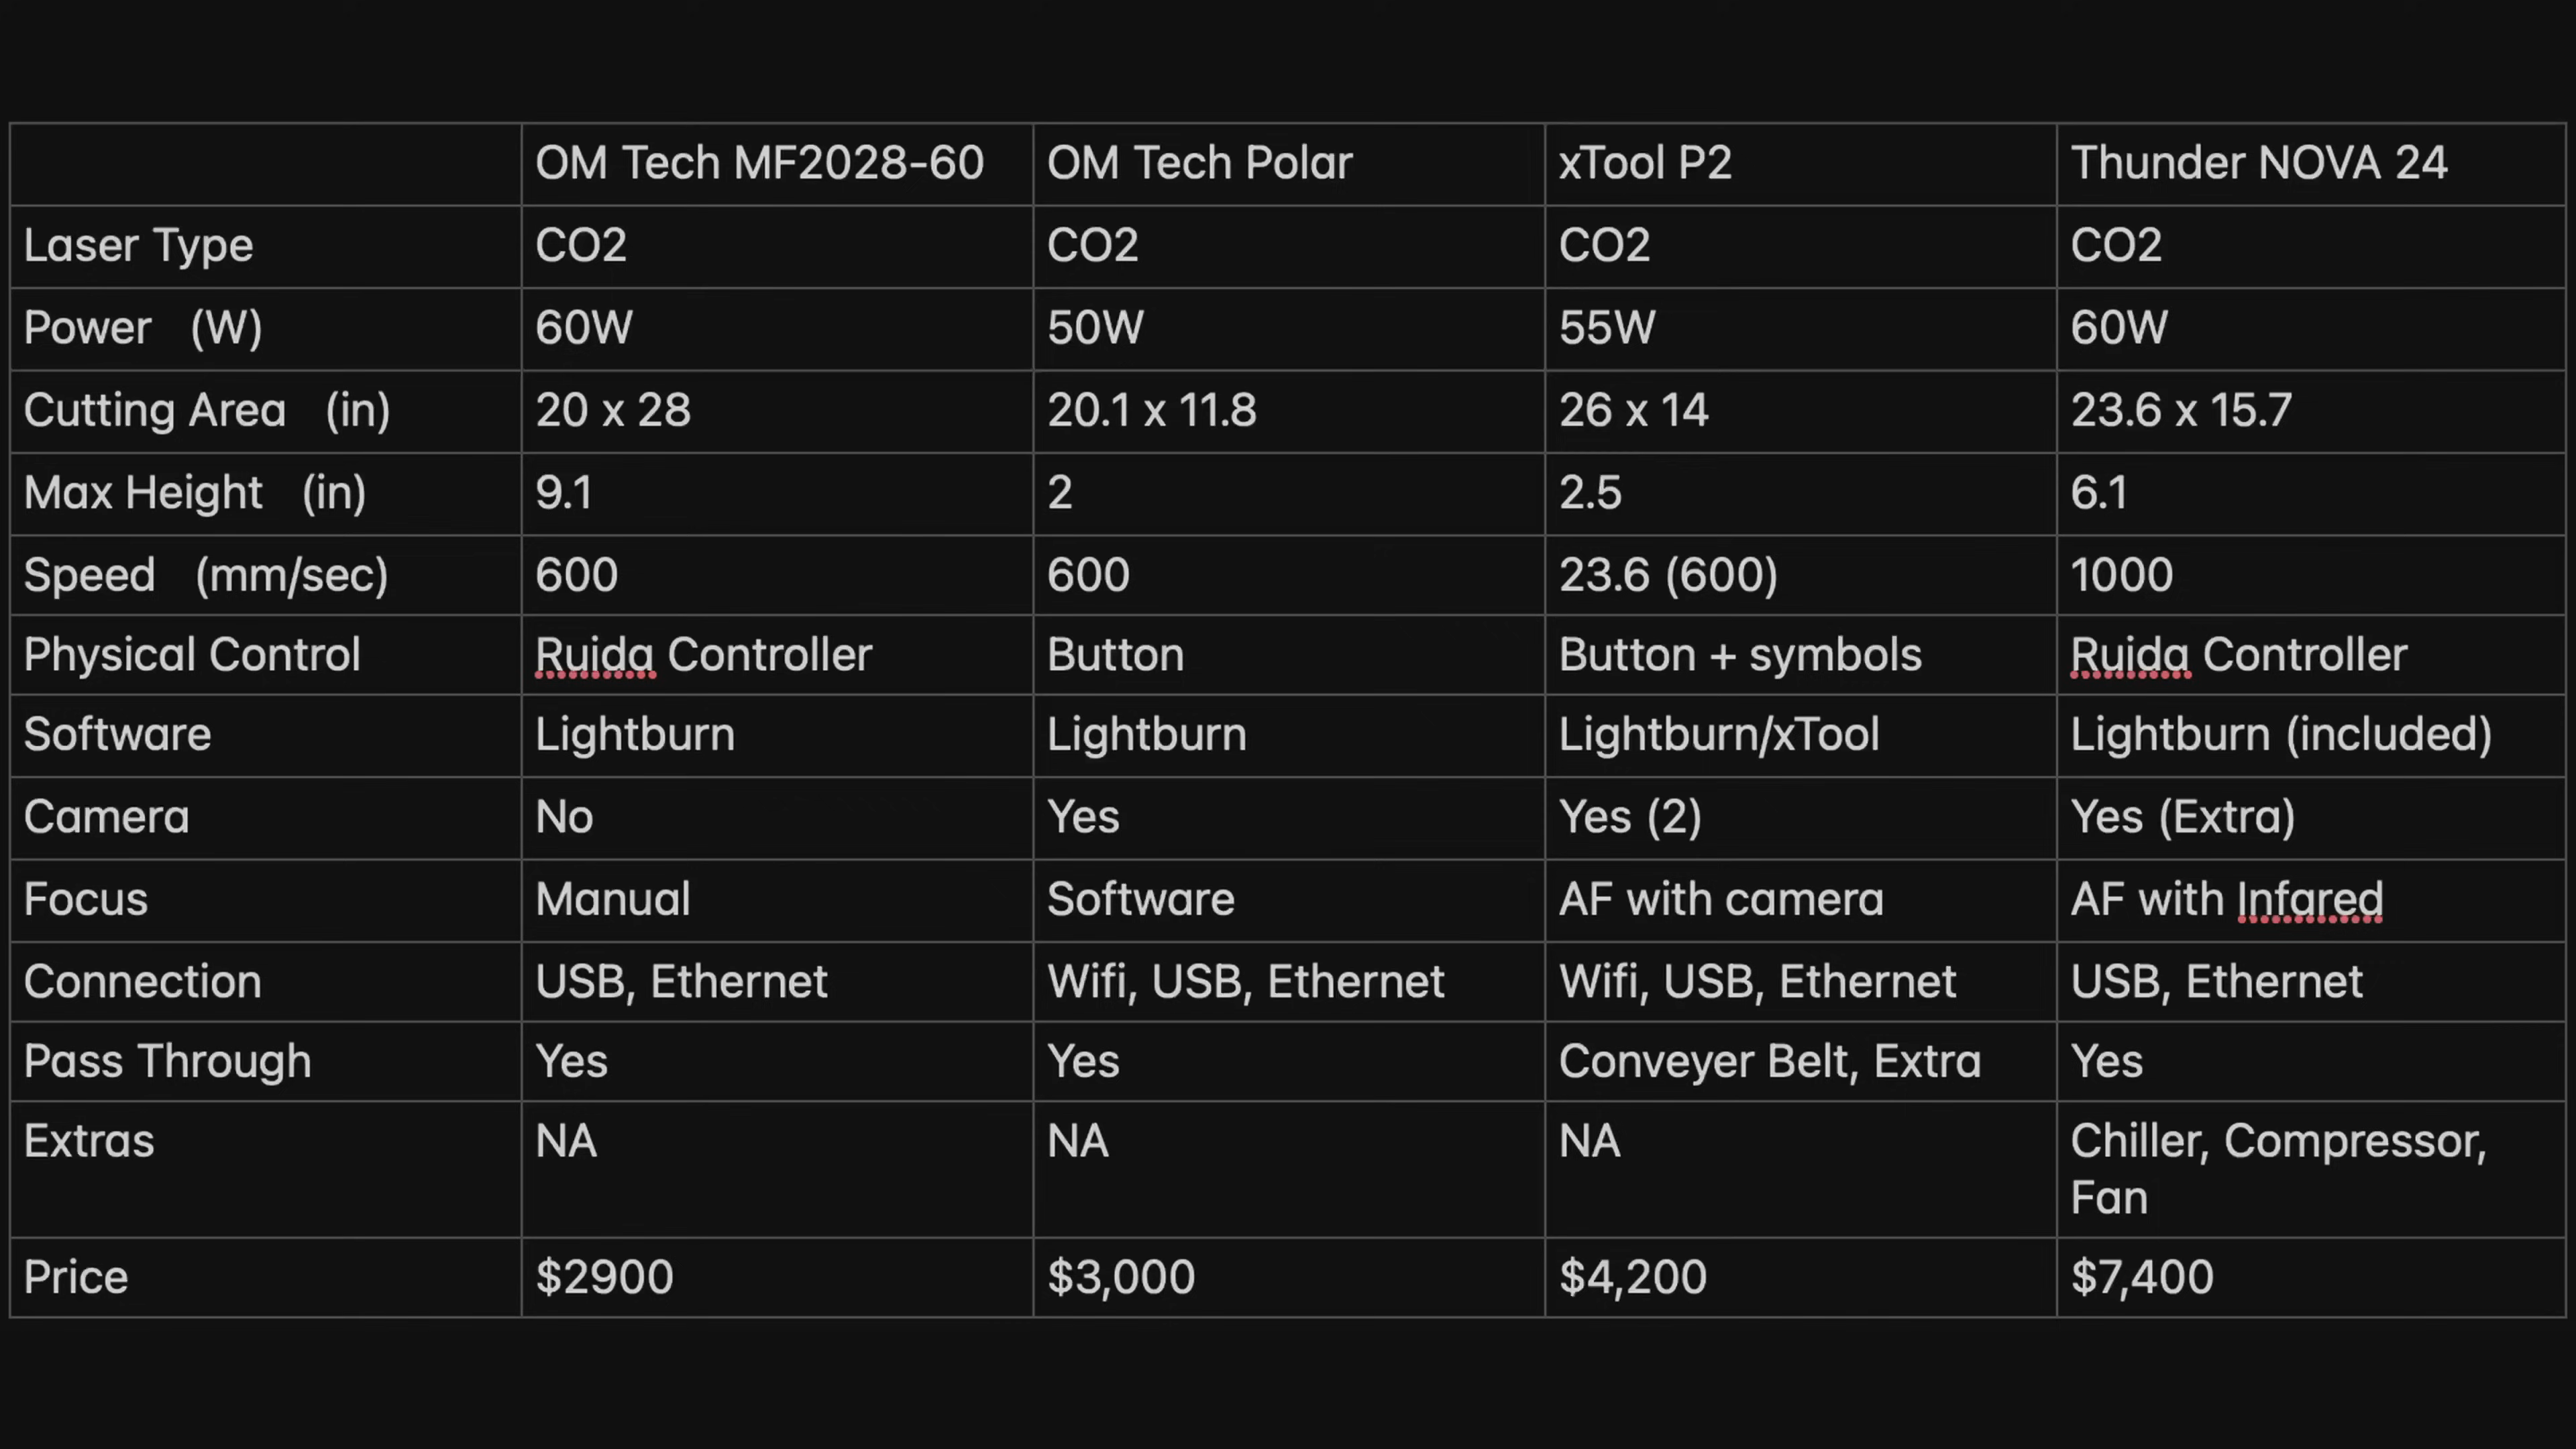 OM Tech MF2028-60 OM Tech Polar xTool P2 Thunder NOVA 24
Laser Type CO2 CO2 CO2 CO2
Power (W) 60W 50W 55W 60W
Cutting Area (in) 20 x 28 20.1 x 11.8 26 x 14 23.6 x 15.7
Max Height (in) 9.1 2 2.5 6.1
Speed (mm/sec) 600 600 23.6 (600) 1000
Physical Control Ruida Controller Button Button + symbols Ruida Controller
Software Lightburn Lightburn Lightburn/xTool Lightburn (included)
Camera No Yes Yes (2) Yes (Extra)
Focus Manual Software AF with camera AF with Infared
Connection USB, Ethernet Wifi, USB, Ethernet Wifi, USB, Ethernet USB, Ethernet
Pass Through Yes Yes Conveyer Belt, Extra Yes
Extras NA NA NA Chiller, Compressor,
Fan
Price $2900 $3,000 $4,200 $7,400